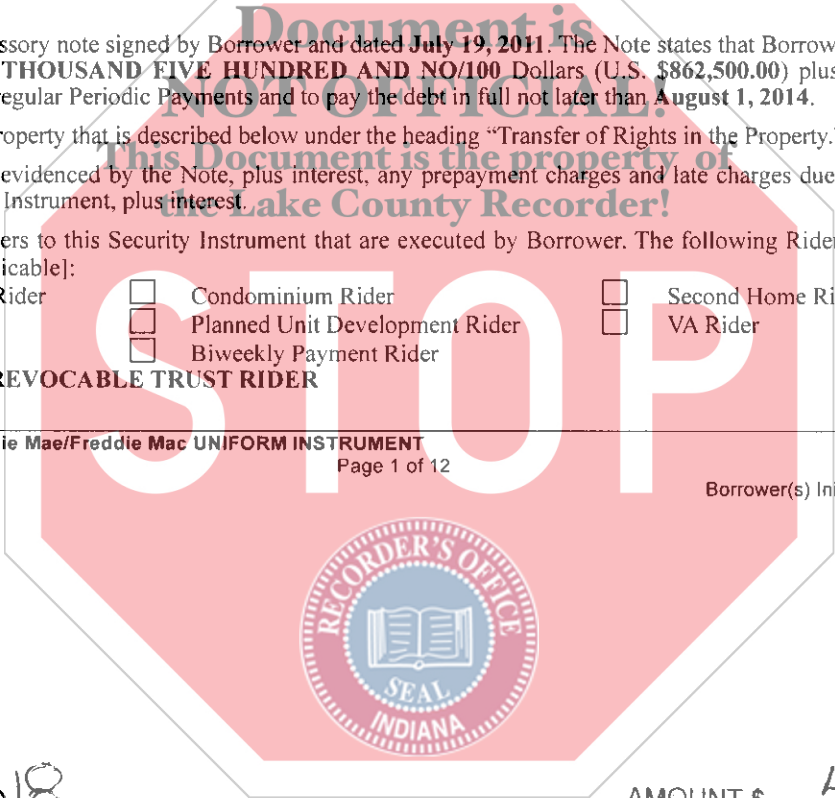 Document is
ssory note signed by Borrower and dated July 19, 2011. The Note states that Borrow
THOUSAND FIVE HUNDRED AND NO/100 Dollars (U.S. $862,500.00) plus
NOT OFFICIAL!
egular Periodic Payments and to pay the debt in full not later than August 1, 2014.
roperty that is described below under the heading “Transfer of Rights in the Property.”
This Document is the property of
evidenced by the Note, plus interest, any prepayment charges and late charges due
Instrument, plus interest.
the Lake County Recorder!
ers to this Security Instrument that are executed by Borrower. The following Rider
icable]:
Rider Condominium Rider Second Home Ri
Planned Unit Development Rider VA Rider
Biweekly Payment Rider
REVOCABLE TRUST RIDER
STOP
ie Mae/Freddie Mac UNIFORM INSTRUMENT
Page 1 of 12
Borrower(s) Ini
RECORDER'S OFFICE
SEAL
INDIANA
18
AMOUNT $